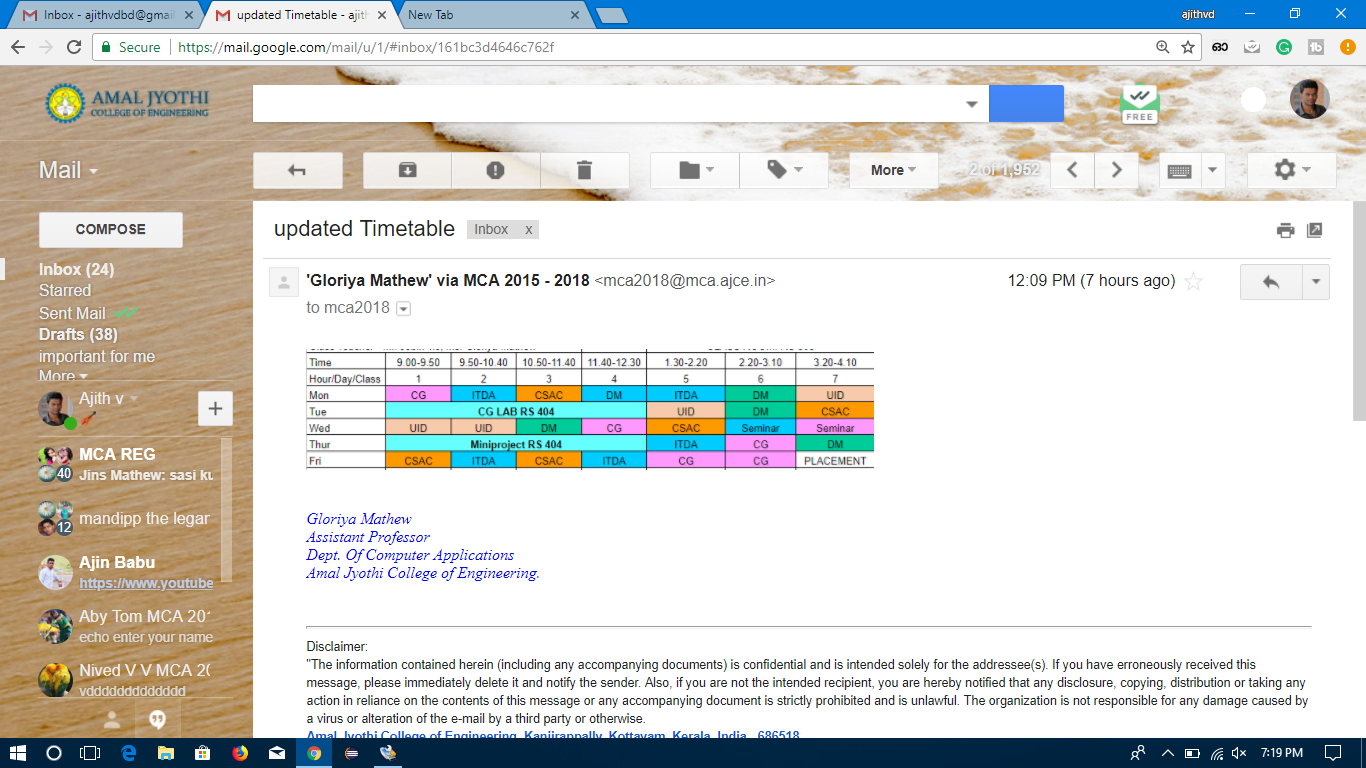 Inbox - ajithvdbd@gmai
updated Timetable - ajith
New Tab
ajithvd
Secure https://mail.google.com/mail/u/1/#inbox/161bc3d4646c762f
AMAL JYOTHI
COLLEGE OF ENGINEERING
FREE
Mail
More
2 of 1,952
COMPOSE
Inbox (24)
Starred
Sent Mail
Drafts (38)
important for me
More
Ajith v
MCA REG
40 Jins Mathew: sasi ku
12 mandipp the legar
Ajin Babu
https://www.youtube
Aby Tom MCA 201
echo enter your name
Nived V V MCA 20
vddddddddddddd
updated Timetable Inbox x
'Gloriya Mathew' via MCA 2015 - 2018 <mca2018@mca.ajce.in> 12:09 PM (7 hours ago)
to mca2018
Time 9.00-9.50 9.50-10.40 10.50-11.40 11.40-12.30 1.30-2.20 2.20-3.10 3.20-4.10
Hour/Day/Class 1 2 3 4 5 6 7
Mon CG ITDA CSAC DM ITDA DM UID
Tue CG LAB RS 404 UID DM CSAC
Wed UID UID DM CG CSAC Seminar Seminar
Thur Miniproject RS 404 ITDA CG DM
Fri CSAC ITDA CSAC ITDA CG CG PLACEMENT
Gloriya Mathew
Assistant Professor
Dept. Of Computer Applications
Amal Jyothi College of Engineering.
Disclaimer:
"The information contained herein (including any accompanying documents) is confidential and is intended solely for the addressee(s). If you have erroneously received this
message, please immediately delete it and notify the sender. Also, if you are not the intended recipient, you are hereby notified that any disclosure, copying, distribution or taking any
action in reliance on the contents of this message or any accompanying document is strictly prohibited and is unlawful. The organization is not responsible for any damage caused by
a virus or alteration of the e-mail by a third party or otherwise.
Amal Jyothi College of Engineering, Kanjirappally, Kottayam, Kerala, India - 686518
7:19 PM